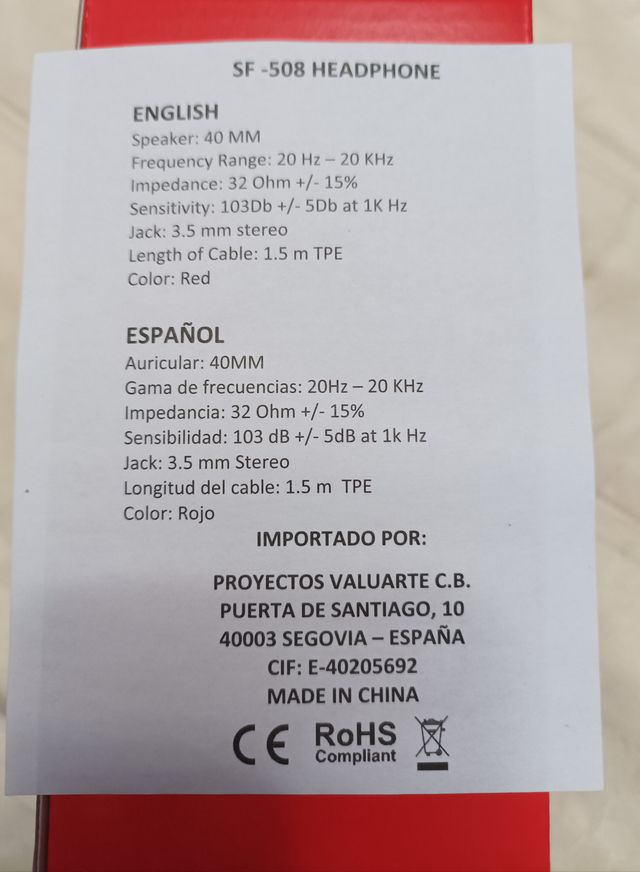 SF -508 HEADPHONE
ENGLISH
Speaker: 40 MM
Frequency Range: 20 Hz – 20 KHz
Impedance: 32 Ohm +/- 15%
Sensitivity: 103Db +/- 5Db at 1K Hz
Jack: 3.5 mm stereo
Length of Cable: 1.5 m TPE
Color: Red
ESPAÑOL
Auricular: 40MM
Gama de frecuencias: 20Hz – 20 KHz
Impedancia: 32 Ohm +/- 15%
Sensibilidad: 103 dB +/- 5dB at 1k Hz
Jack: 3.5 mm Stereo
Longitud del cable: 1.5 m TPE
Color: Rojo
IMPORTADO POR:
PROYECTOS VALUARTE C.B.
PUERTA DE SANTIAGO, 10
40003 SEGOVIA – ESPAÑA
CIF: E-40205692
MADE IN CHINA
CE RoHS
Compliant